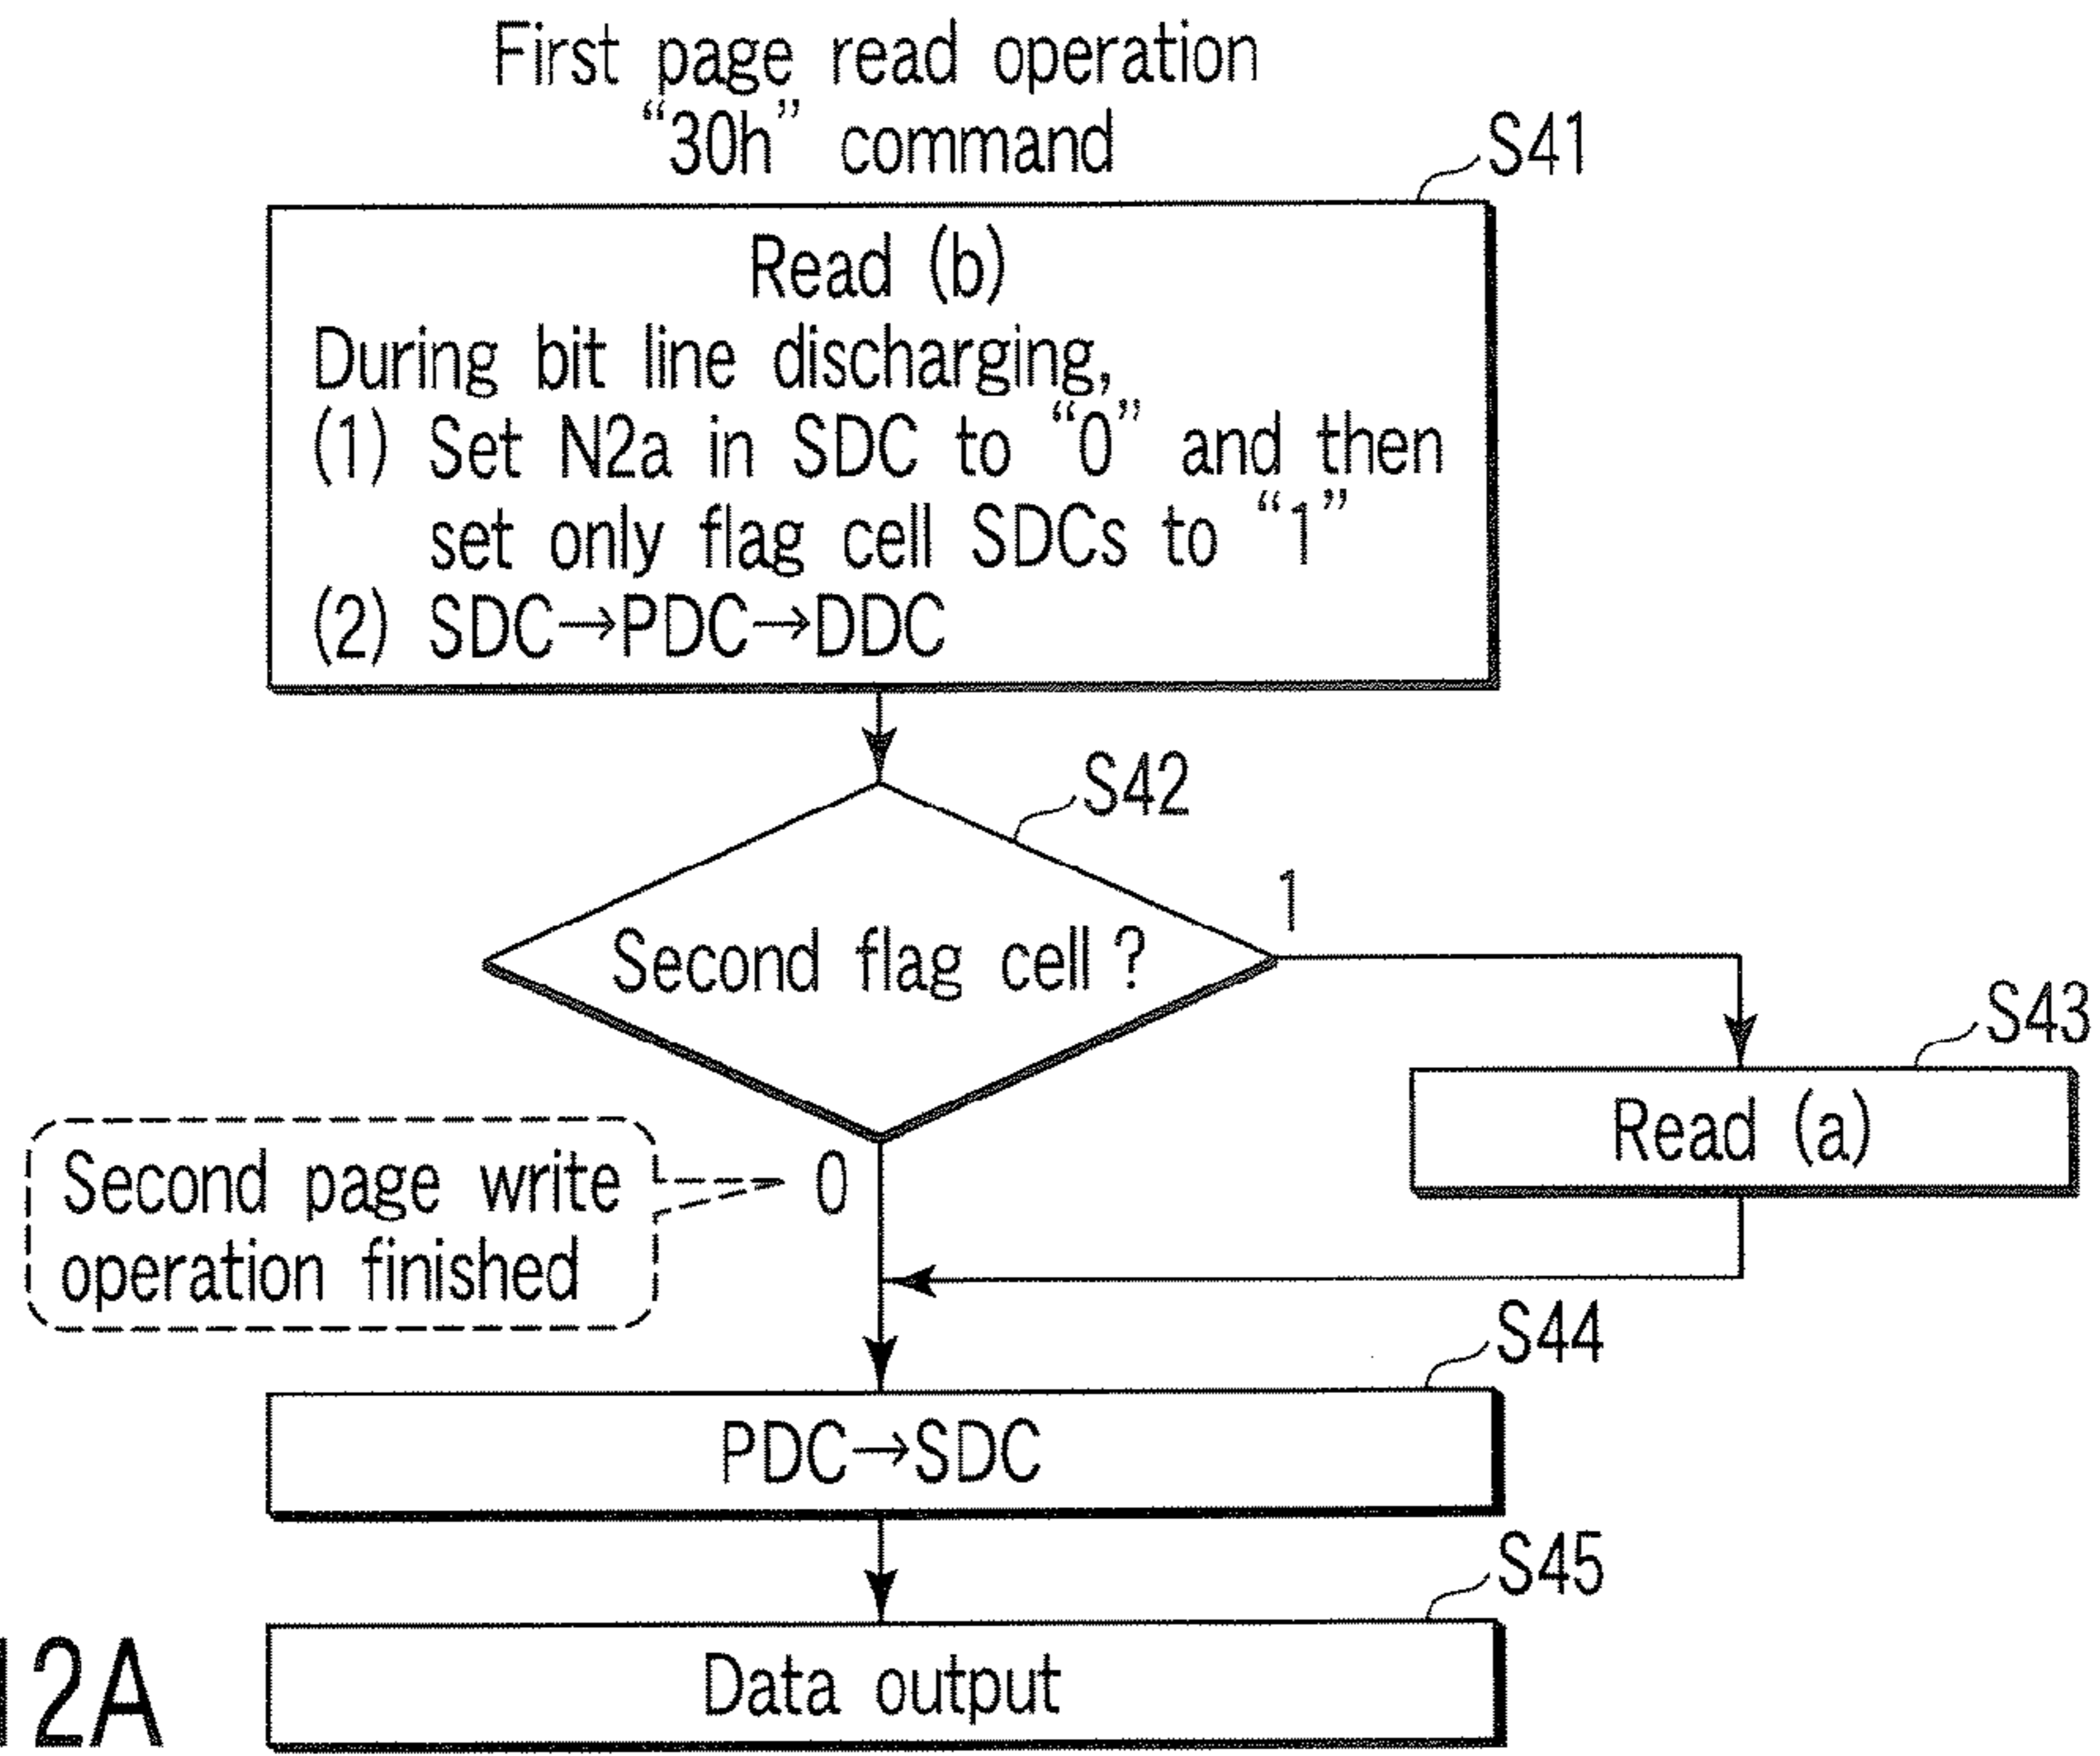 First page read operation
“30h” command
S41
Read (b)
During bit line discharging,
(1) Set N2a in SDC to “0” and then
set only flag cell SDCs to “1”
(2) SDC→PDC→DDC
S42
Second flag cell ?
1
S43
Read (a)
Second page write
operation finished
0
S44
PDC→SDC
S45
Data output
12A